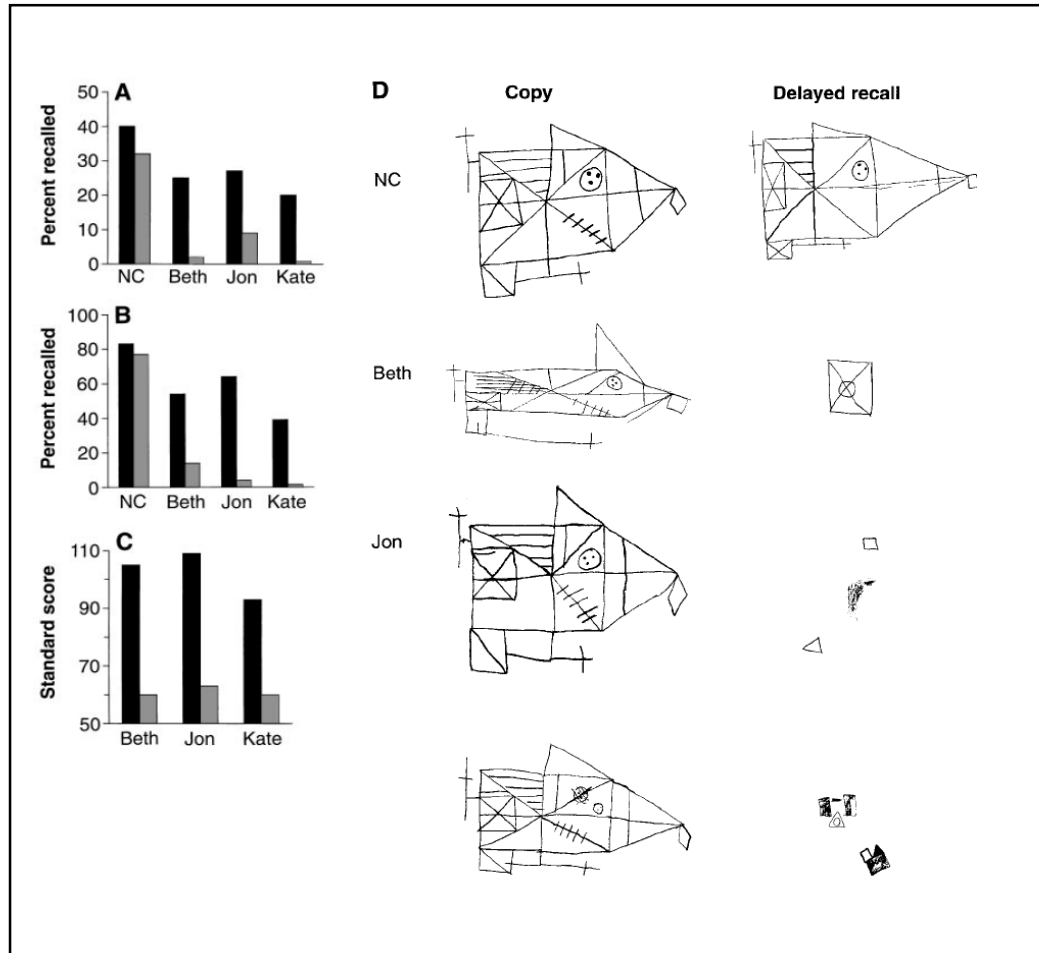 A
Percent recalled
50
40
30
20
10
0
NC Beth Jon Kate
B
Percent recalled
100
80
60
40
20
0
NC Beth Jon Kate
C
Standard score
110
90
70
50
Beth Jon Kate
D
Copy Delayed recall
NC
Beth
Jon